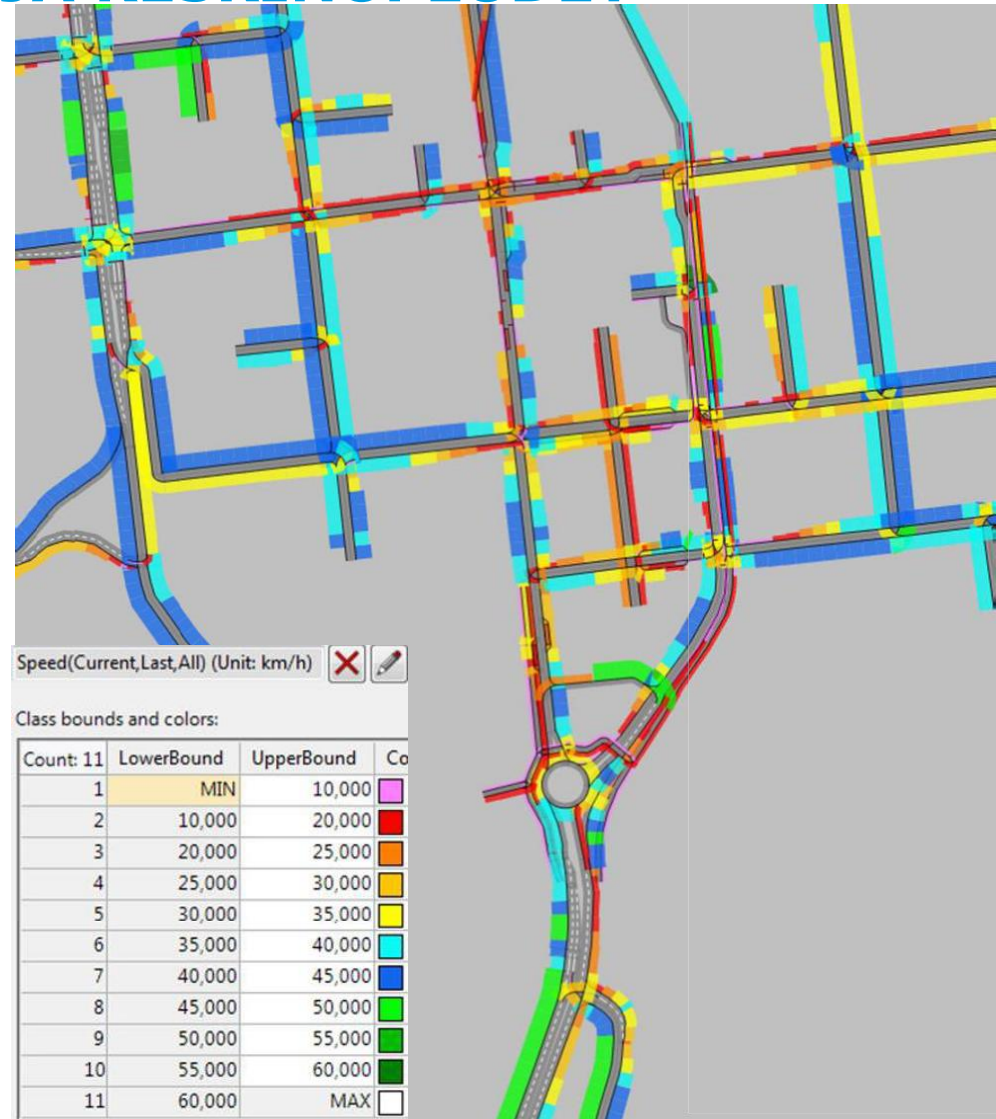 Speed(Current,Last,All) (Unit: km/h)
Class bounds and colors:
Count: 11 LowerBound UpperBound Co
1 MIN 10,000
2 10,000 20,000
3 20,000 25,000
4 25,000 30,000
5 30,000 35,000
6 35,000 40,000
7 40,000 45,000
8 45,000 50,000
9 50,000 55,000
10 55,000 60,000
11 60,000 MAX